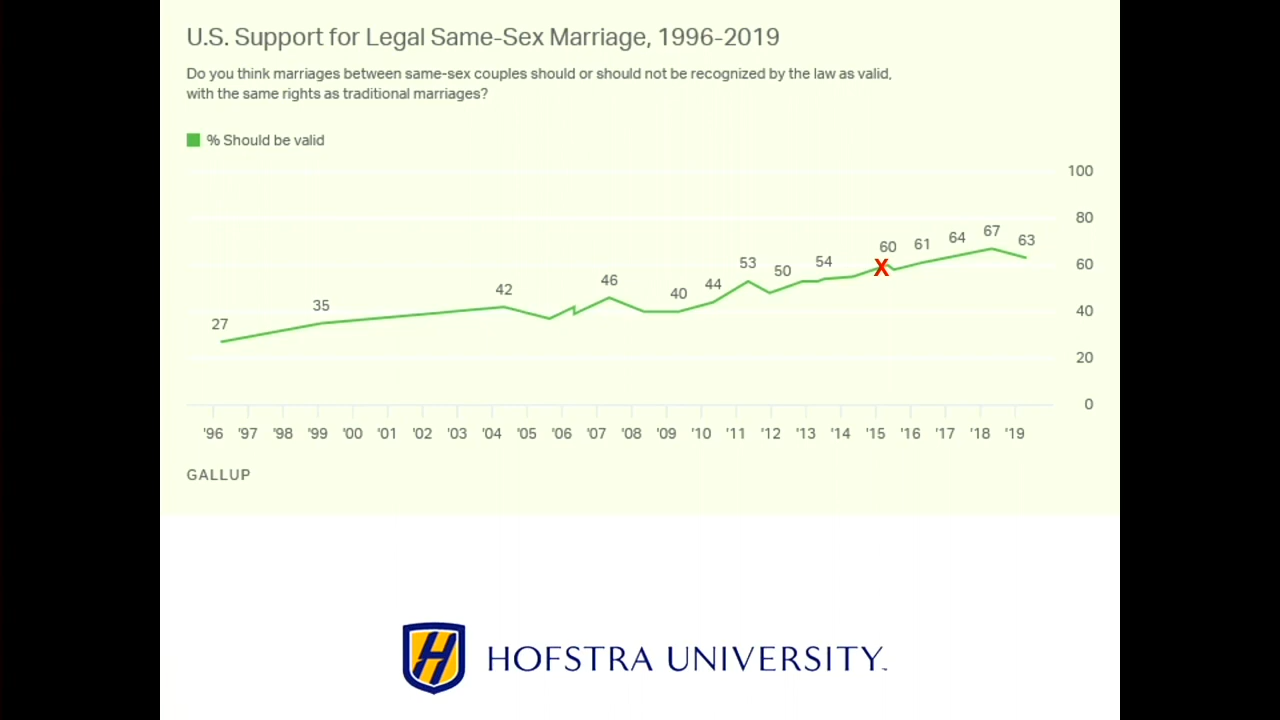 U.S. Support for Legal Same-Sex Marriage, 1996-2019
Do you think marriages between same-sex couples should or should not be recognized by the law as valid,
with the same rights as traditional marriages?
% Should be valid
100
80
60
40
20
0
27
35
42
46
40
44
53
50
54
60
61
64
67
63
X
'96 '97 '98 '99 '00 '01 '02 '03 '04 '05 '06 '07 '08 '09 '10 '11 '12 '13 '14 '15 '16 '17 '18 '19
GALLUP
H
HOFSTRA UNIVERSITY™